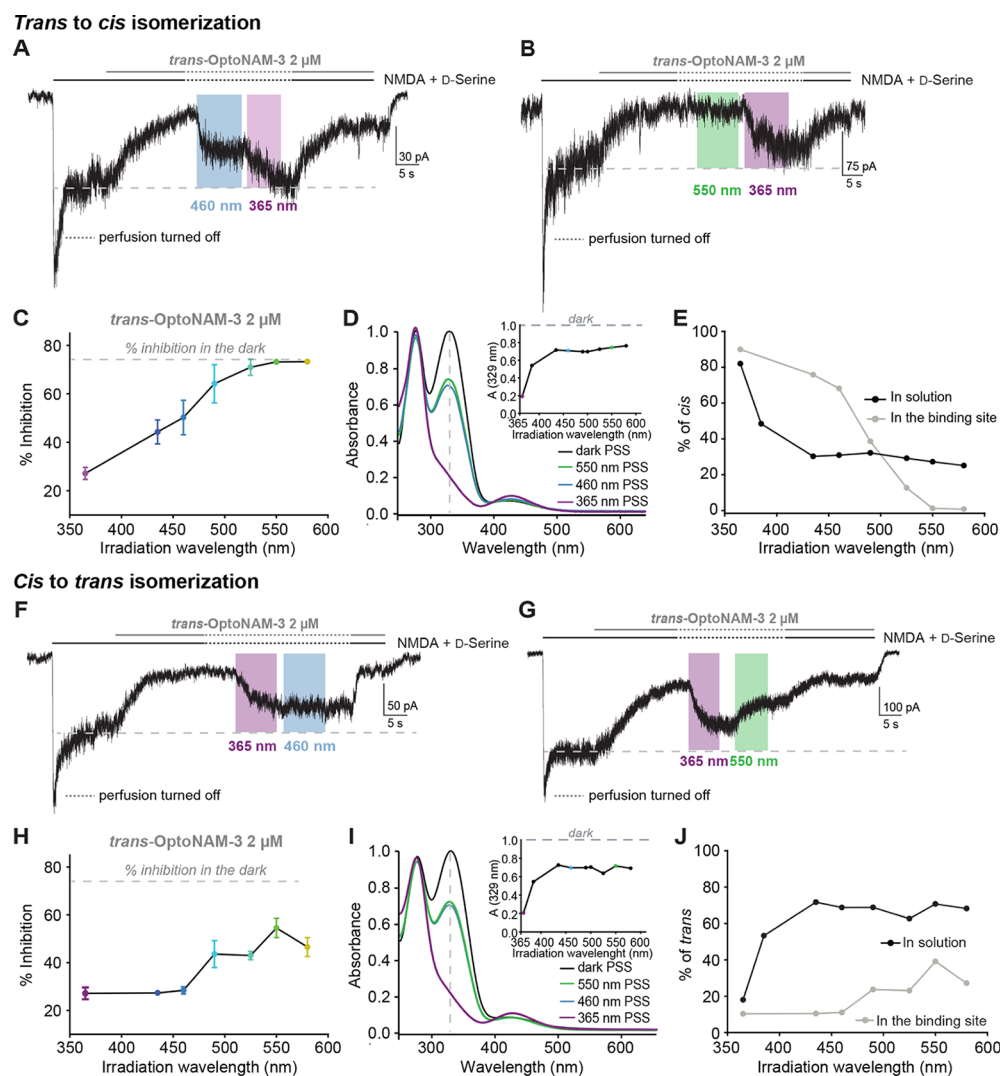 Trans to cis isomerization
A
trans-OptoNAM-3 2 μM
NMDA + D-Serine
30 pA
5 s
460 nm
365 nm
perfusion turned off
B
trans-OptoNAM-3 2 μM
NMDA + D-Serine
75 pA
5 s
550 nm
365 nm
perfusion turned off
C
trans-OptoNAM-3 2 μM
% inhibition in the dark
% Inhibition
80
60
40
20
350 400 450 500 550 600
Irradiation wavelength (nm)
D
Absorbance
1.0
0.8
0.6
0.4
0.2
0.0
300 400 500 600
Wavelength (nm)
dark
A (329 nm)
1.0
0.8
0.6
0.4
0.2
0.0
365 400 450 500 550 600
Irradiation wavelength (nm)
dark PSS
550 nm PSS
460 nm PSS
365 nm PSS
E
% of cis
100
80
60
40
20
0
In solution
In the binding site
350 400 450 500 550 600
Irradiation wavelength (nm)
Cis to trans isomerization
F
trans-OptoNAM-3 2 μM
NMDA + D-Serine
50 pA
5 s
365 nm
460 nm
perfusion turned off
G
trans-OptoNAM-3 2 μM
NMDA + D-Serine
100 pA
5 s
365 nm
550 nm
perfusion turned off
H
trans-OptoNAM-3 2 μM
% inhibition in the dark
% Inhibition
80
60
40
20
350 400 450 500 550 600
Irradiation wavelength (nm)
I
Absorbance
1.0
0.8
0.6
0.4
0.2
0.0
300 400 500 600
Wavelength (nm)
dark
A (329 nm)
1.0
0.8
0.6
0.4
0.2
0.0
365 400 450 500 550 600
Irradiation wavelength (nm)
dark PSS
550 nm PSS
460 nm PSS
365 nm PSS
J
% of trans
100
80
60
40
20
0
In solution
In the binding site
350 400 450 500 550 600
Irradiation wavelength (nm)